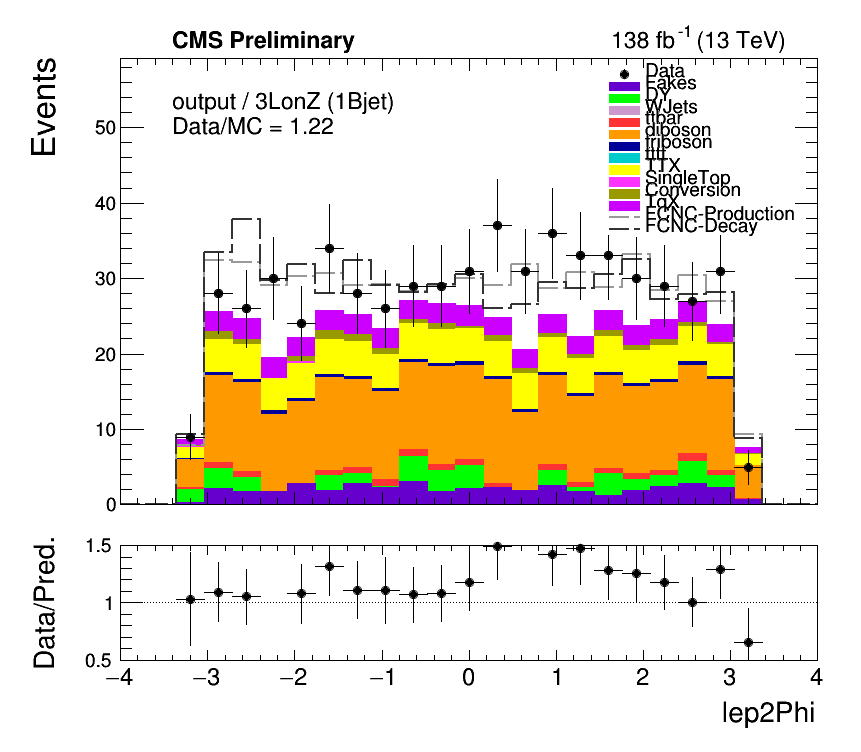 CMS Preliminary
138 fb-1 (13 TeV)
Events
output / 3LonZ (1Bjet)
Data/MC = 1.22
Data
Fakes
DY
WJets
ttbar
diboson
triboson
tttt
TTX
SingleTop
Conversion
TqX
FCNC-Production
FCNC-Decay
50
40
30
20
10
0
Data/Pred.
1.5
1
0.5
−4 −3 −2 −1 0 1 2 3 4
lep2Phi